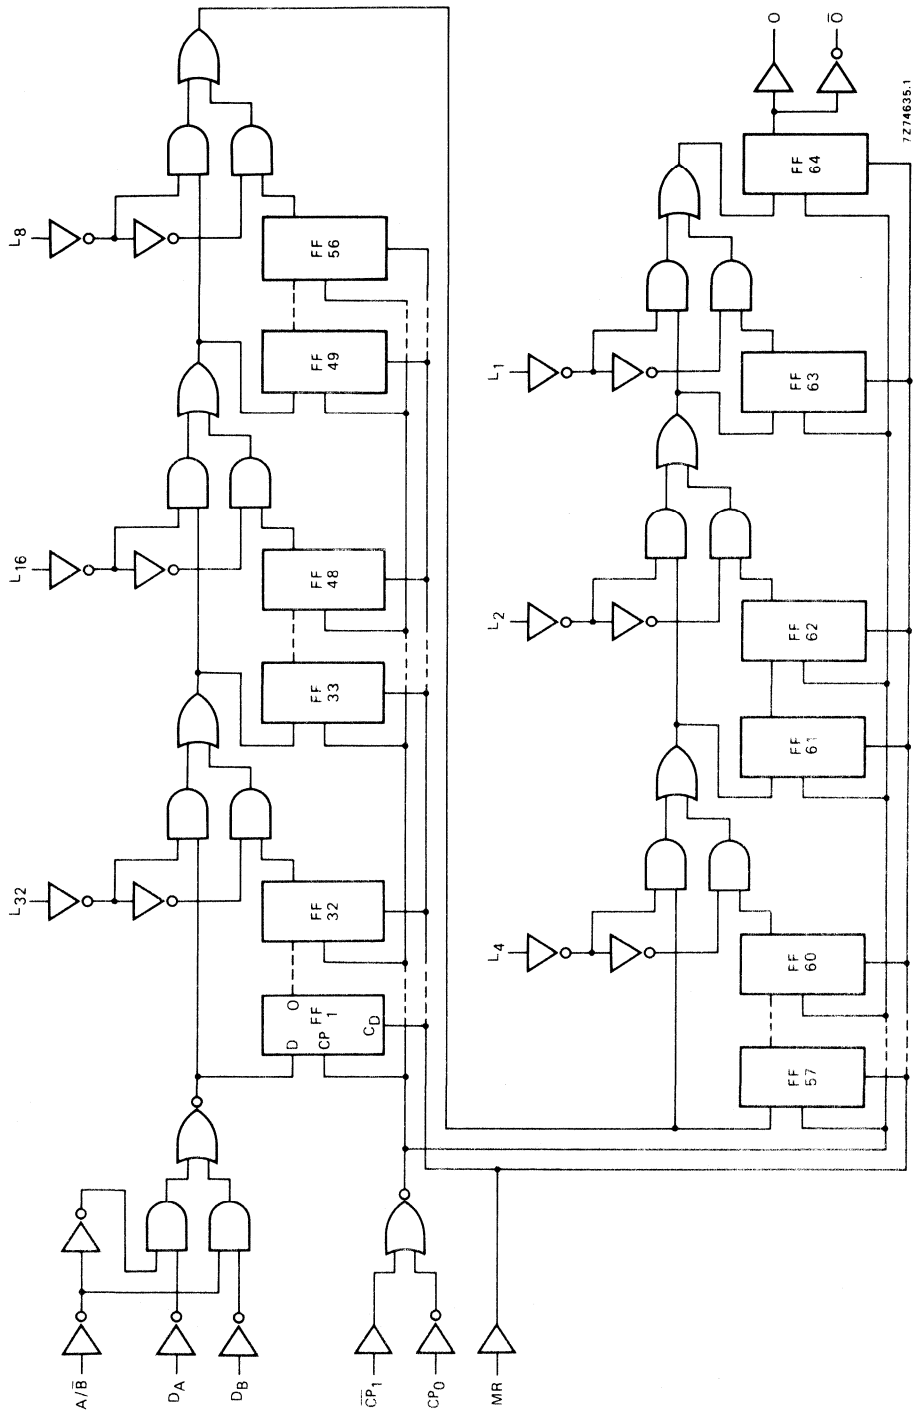 L8
L16
L32
FF 56
FF 49
FF 48
FF 33
FF 32
O
D FF 1
CP
CD
A/B̅
DA
DB
C̅P̅1
CP0
MR
L1
L2
L4
FF 64
FF 63
FF 62
FF 61
FF 60
FF 57
O
O̅
7Z74635.1